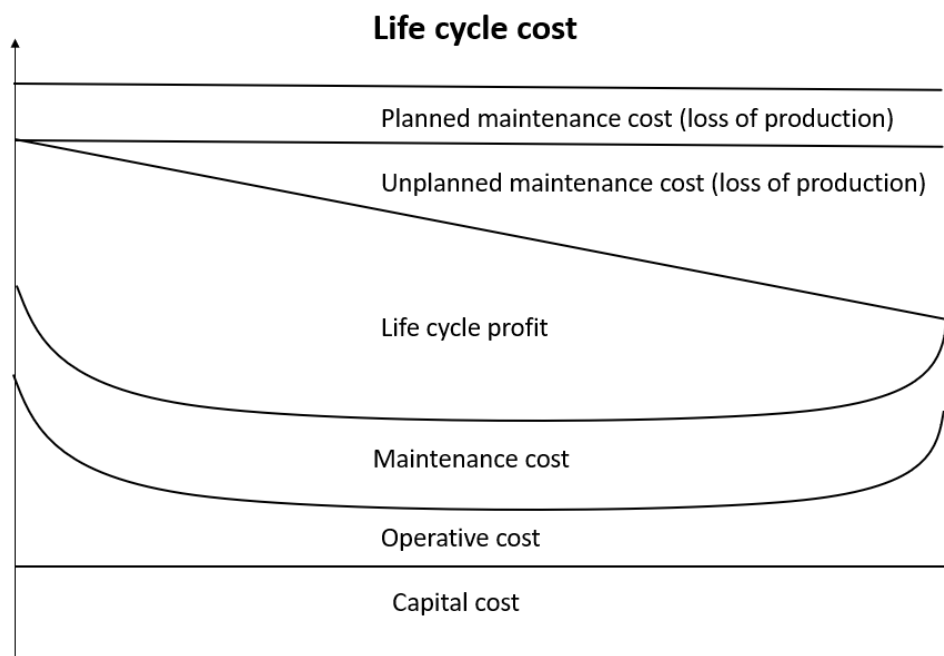 Life cycle cost
Planned maintenance cost (loss of production)
Unplanned maintenance cost (loss of production)
Life cycle profit
Maintenance cost
Operative cost
Capital cost